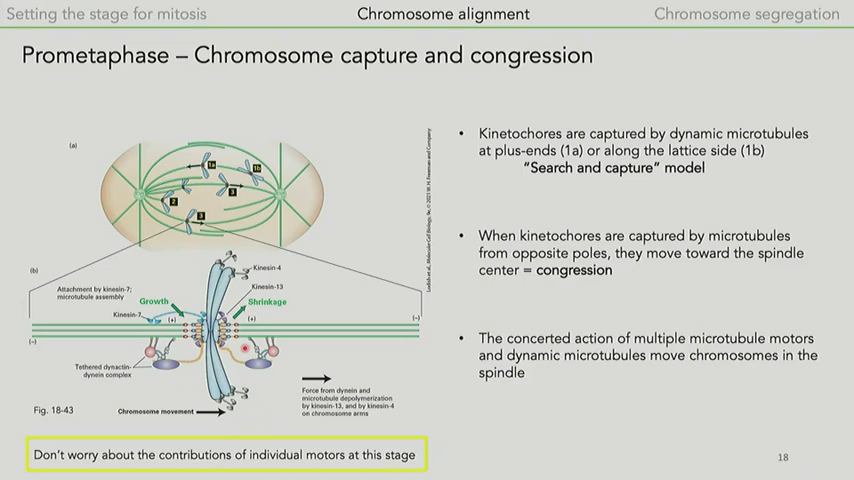 Setting the stage for mitosis
Chromosome alignment
Chromosome segregation
Prometaphase – Chromosome capture and congression
(a)
1a
1b
3
2
3
(b)
Attachment by kinesin-7;
microtubule assembly
Growth
Kinesin-7
(+)
Kinesin-4
Kinesin-13
Shrinkage
(+)
(–)
(–)
Tethered dynactin-
dynein complex
Force from dynein and
microtubule depolymerization
by kinesin-13, and by kinesin-4
on chromosome arms
Fig. 18-43
Chromosome movement
Lodish et al., Molecular Cell Biology, 9e, © 2021 W. H. Freeman and Company
• Kinetochores are captured by dynamic microtubules
at plus-ends (1a) or along the lattice side (1b)
“Search and capture” model
• When kinetochores are captured by microtubules
from opposite poles, they move toward the spindle
center = congression
• The concerted action of multiple microtubule motors
and dynamic microtubules move chromosomes in the
spindle
Don’t worry about the contributions of individual motors at this stage
18